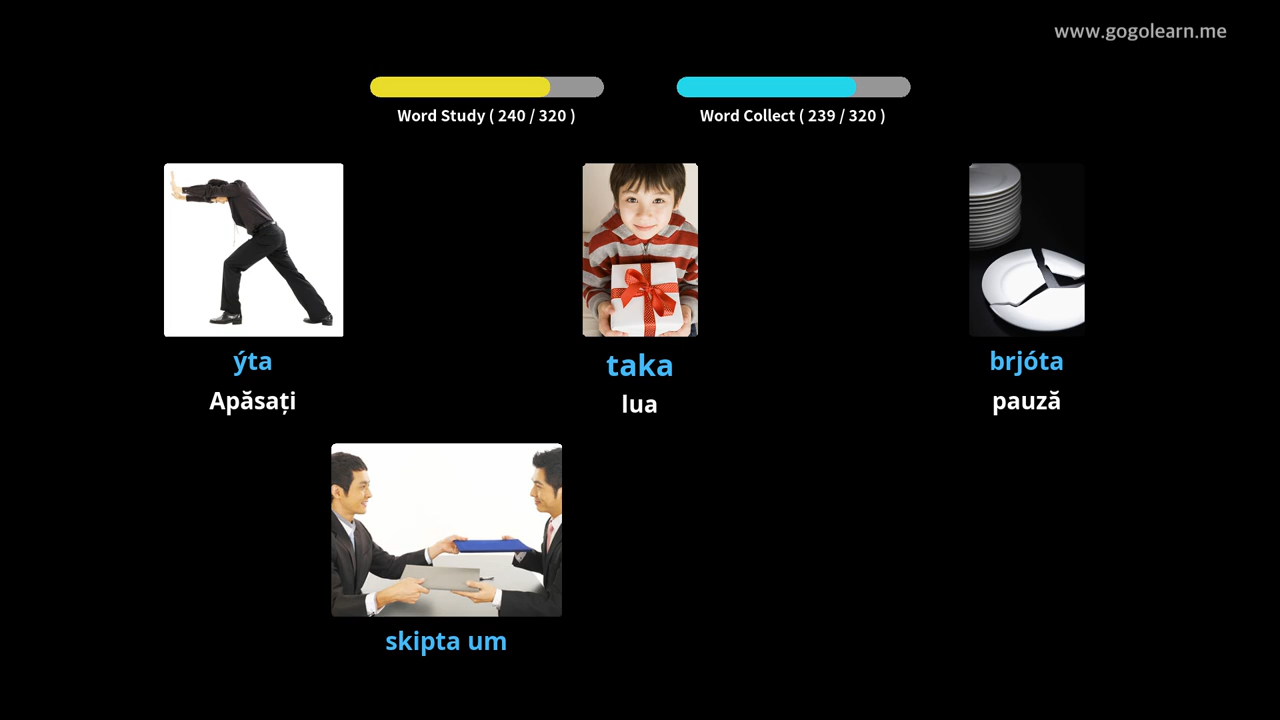 www.gogolearn.me
Word Study ( 240 / 320 )
Word Collect ( 239 / 320 )
ýta
Apăsați
taka
lua
brjóta
pauză
skipta um